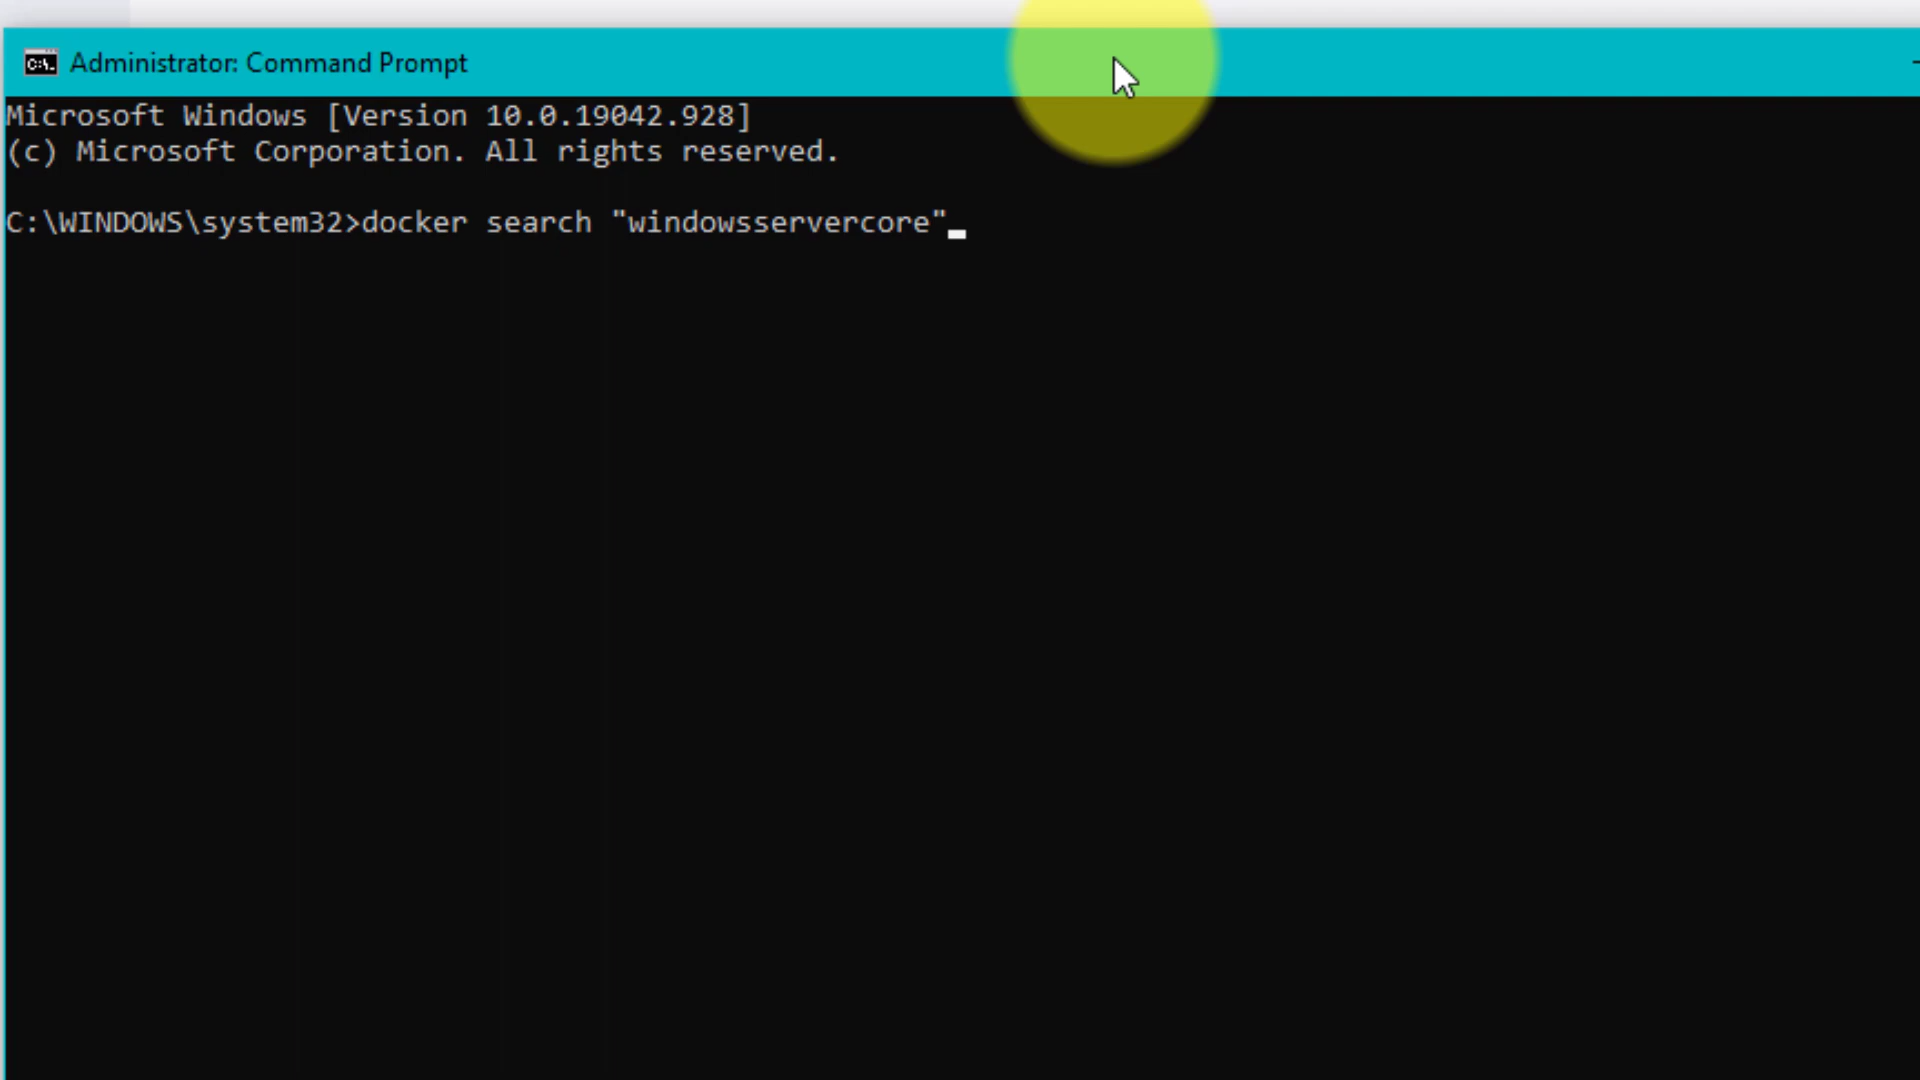 Administrator: Command Prompt
Microsoft Windows [Version 10.0.19042.928]
(c) Microsoft Corporation. All rights reserved.
C:\WINDOWS\system32>docker search "windowsservercore"